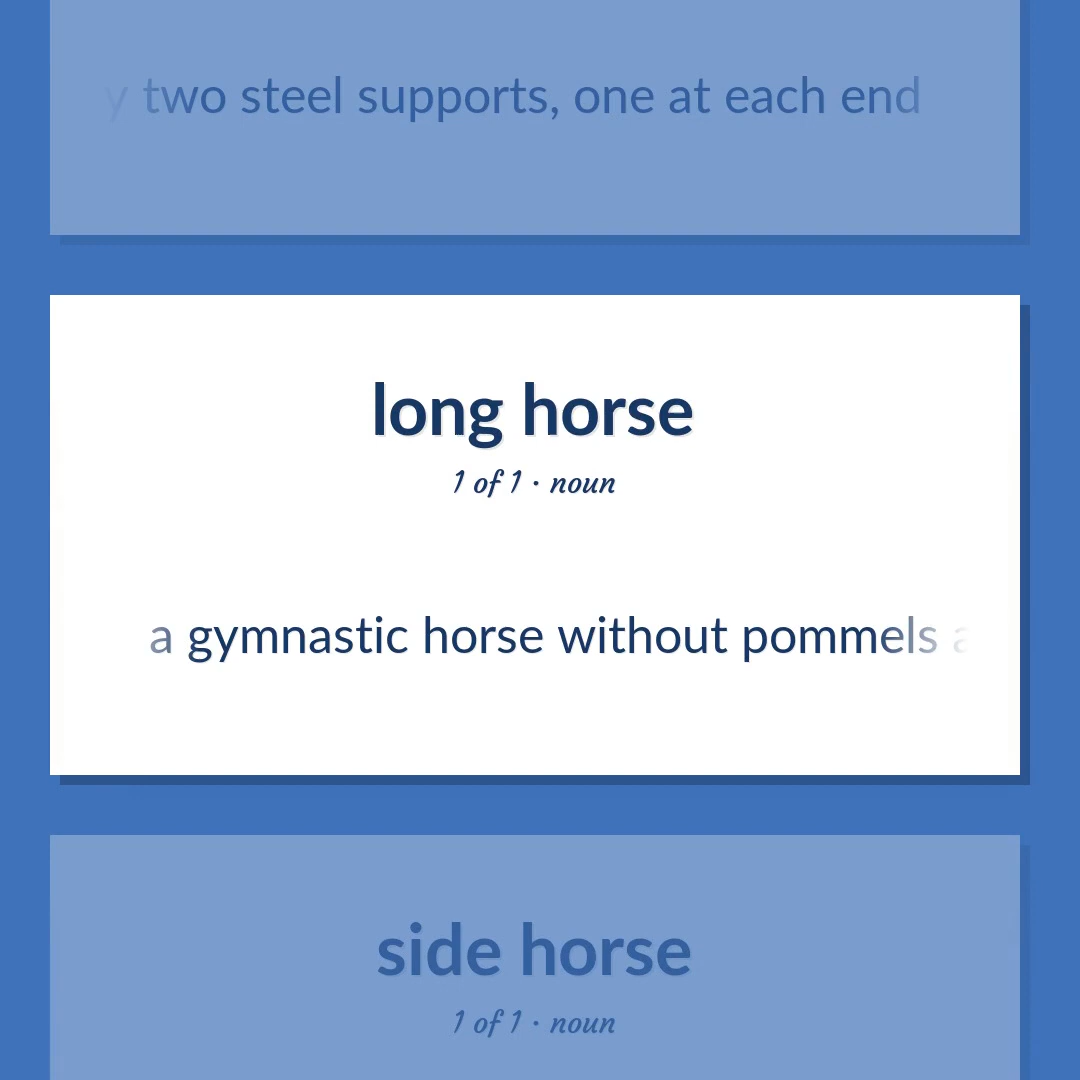 y two steel supports, one at each end
long horse
1 of 1 · noun
a gymnastic horse without pommels a
side horse
1 of 1 · noun